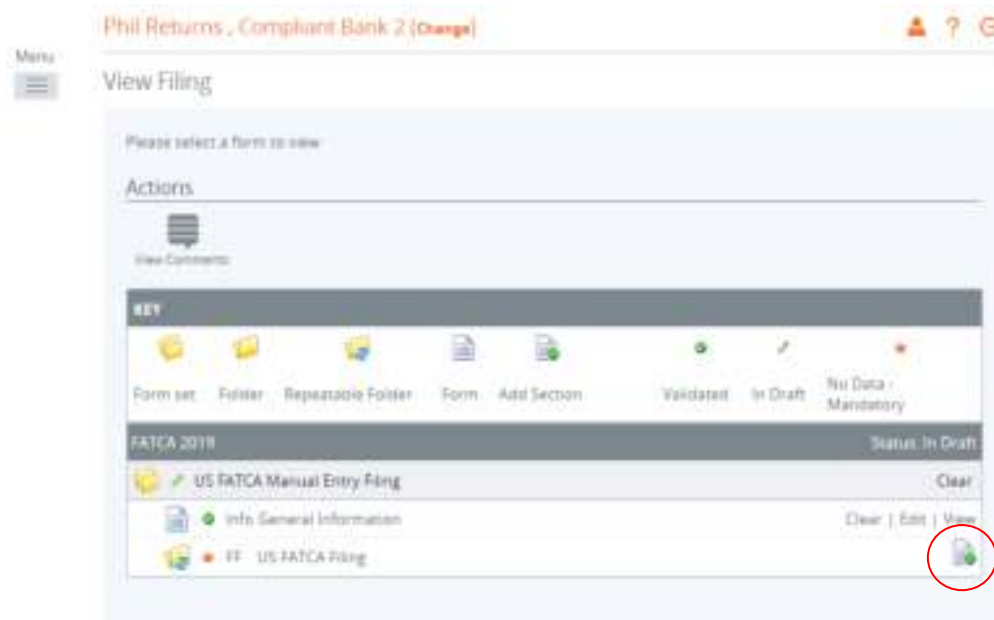 Phil Returns , Compliant Bank 2 (Change)
?
Menu
View Filing
Please select a form to view
Actions
View Comments
KEY
Form set Folder Repeatable Folder Form Add Section Validated In Draft No Data - Mandatory
FATCA 2019 Status: In Draft
US FATCA Manual Entry Filing Clear
Info General Information Clear | Edit | View
FF US FATCA Filing